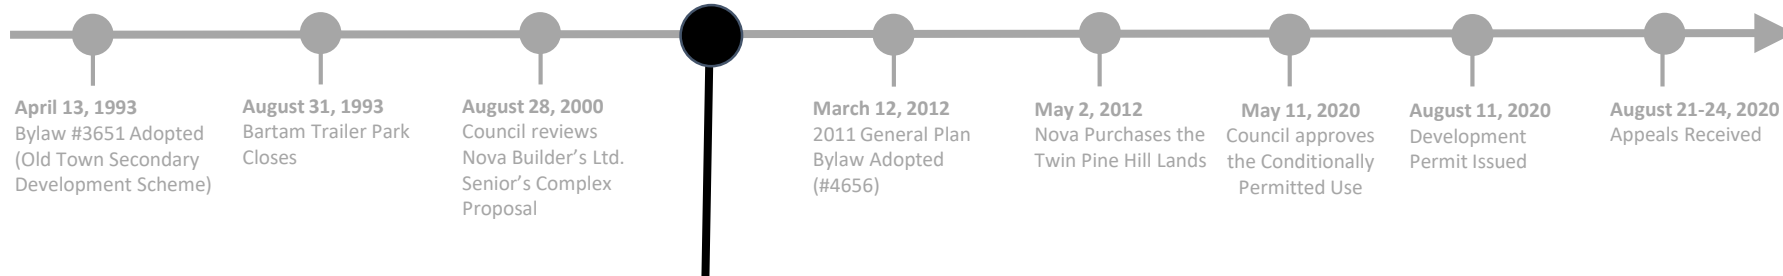 April 13, 1993
Bylaw #3651 Adopted
(Old Town Secondary
Development Scheme)
August 31, 1993
Bartam Trailer Park
Closes
August 28, 2000
Council reviews
Nova Builder's Ltd.
Senior's Complex
Proposal
March 12, 2012
2011 General Plan
Bylaw Adopted
(#4656)
May 2, 2012
Nova Purchases the
Twin Pine Hill Lands
May 11, 2020
Council approves
the Conditionally
Permitted Use
August 11, 2020
Development
Permit Issued
August 21-24, 2020
Appeals Received